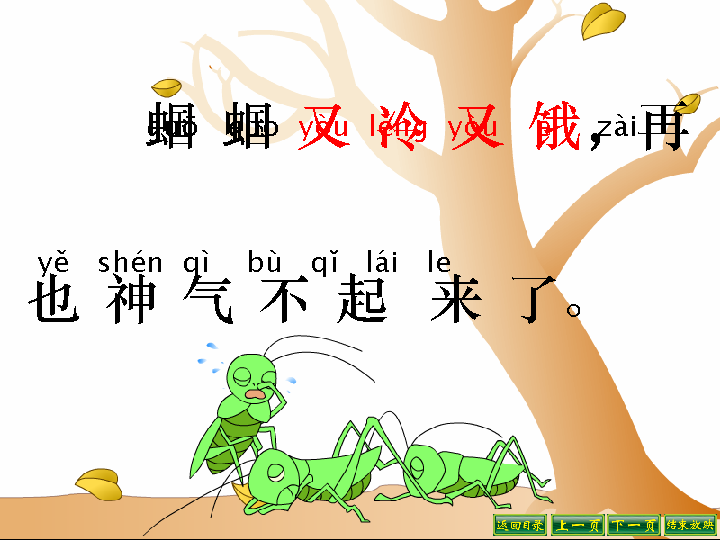 guō guo yòu lěng yòu è zài
蝈 蝈 又 冷 又 饿，再
yě shén qì bù qǐ lái le
也 神 气 不 起 来 了。
返回目录 上一页 下一页 结束放映